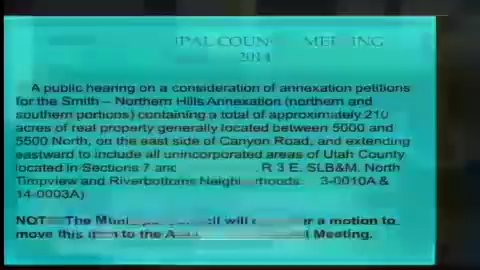 IPAL COUN MEETING
2014
A public hearing on a consideration of annexation petitions
for the Smith – Northern Hills Annexation (northern and
southern portions) containing a total of approximately 210
acres of real property generally located between 5000 and
5500 North, on the east side of Canyon Road, and extending
eastward to include all unincorporated areas of Utah County
located in Sections 7 and R 3 E. SLB&M. North
Timpview and Riverbottoms Neighborhoods. 3-0010A &
14-0003A)
NOTE The will a motion to
move this item to the Meeting.